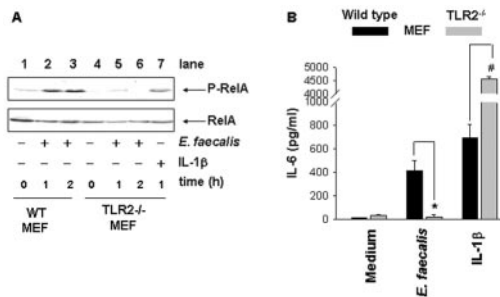 A
lane
1 2 3 4 5 6 7
P-RelA
RelA
– + + – + + – E. faecalis
– – – – – – + IL-1β
0 1 2 0 1 2 1 time (h)
WT TLR2-/-
MEF MEF
B
Wild type TLR2-/-
MEF
IL-6 (pg/ml)
5000
4500
1000
800
600
400
200
0
#
*
Medium
E. faecalis
IL-1β